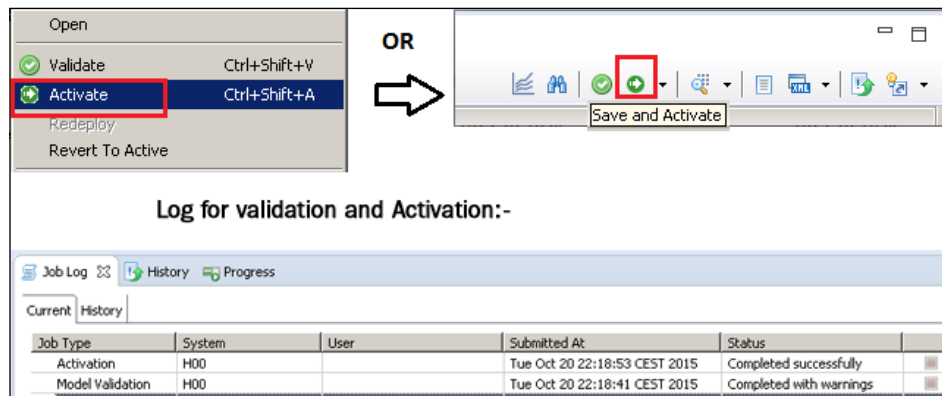 Open
Validate Ctrl+Shift+V
Activate Ctrl+Shift+A
Redeploy
Revert To Active
OR
Save and Activate
Log for validation and Activation:-
Job Log History Progress
Current History
Job Type System User Submitted At Status
Activation H00 Tue Oct 20 22:18:53 CEST 2015 Completed successfully
Model Validation H00 Tue Oct 20 22:18:41 CEST 2015 Completed with warnings